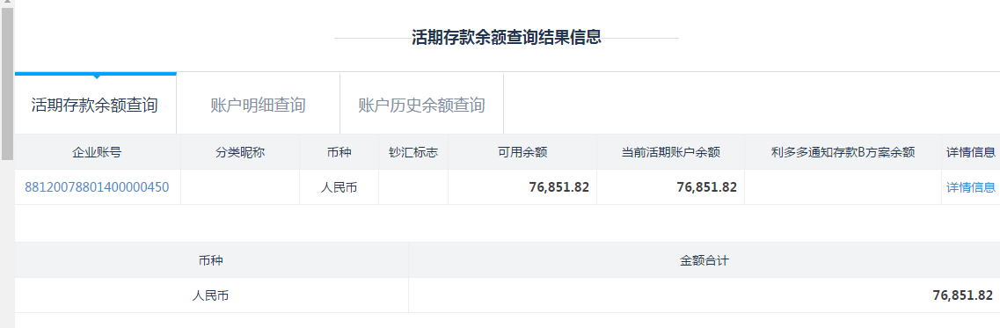 活期存款余额查询结果信息
活期存款余额查询 账户明细查询 账户历史余额查询
企业账号 分类昵称 币种 钞汇标志 可用余额 当前活期账户余额 利多多通知存款B方案余额 详情信息
88120078801400000450 人民币 76,851.82 76,851.82 详情信息
币种 金额合计
人民币 76,851.82